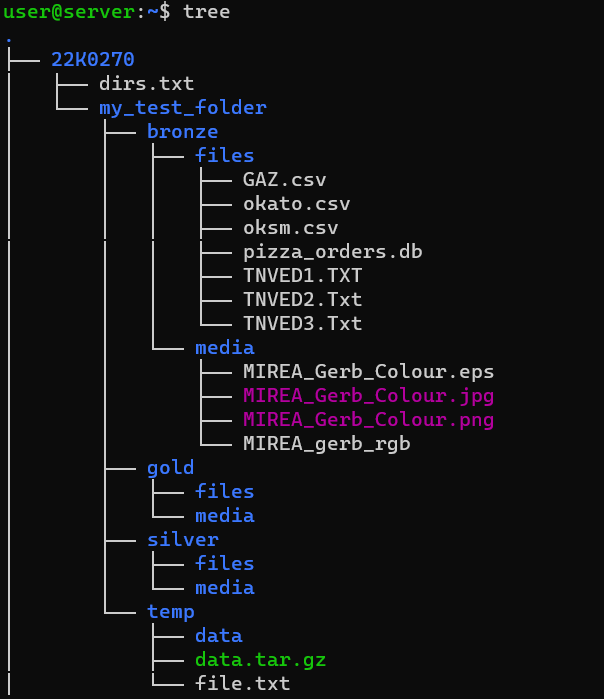 user@server:~$ tree
.
├── 22K0270
│   ├── dirs.txt
│   └── my_test_folder
│       ├── bronze
│       │   ├── files
│       │   │   ├── GAZ.csv
│       │   │   ├── okato.csv
│       │   │   ├── oksm.csv
│       │   │   ├── pizza_orders.db
│       │   │   ├── TNVED1.TXT
│       │   │   ├── TNVED2.Txt
│       │   │   └── TNVED3.Txt
│       │   └── media
│       │       ├── MIREA_Gerb_Colour.eps
│       │       ├── MIREA_Gerb_Colour.jpg
│       │       ├── MIREA_Gerb_Colour.png
│       │       └── MIREA_gerb_rgb
│       ├── gold
│       │   ├── files
│       │   └── media
│       ├── silver
│       │   ├── files
│       │   └── media
│       └── temp
│           ├── data
│           ├── data.tar.gz
│           └── file.txt